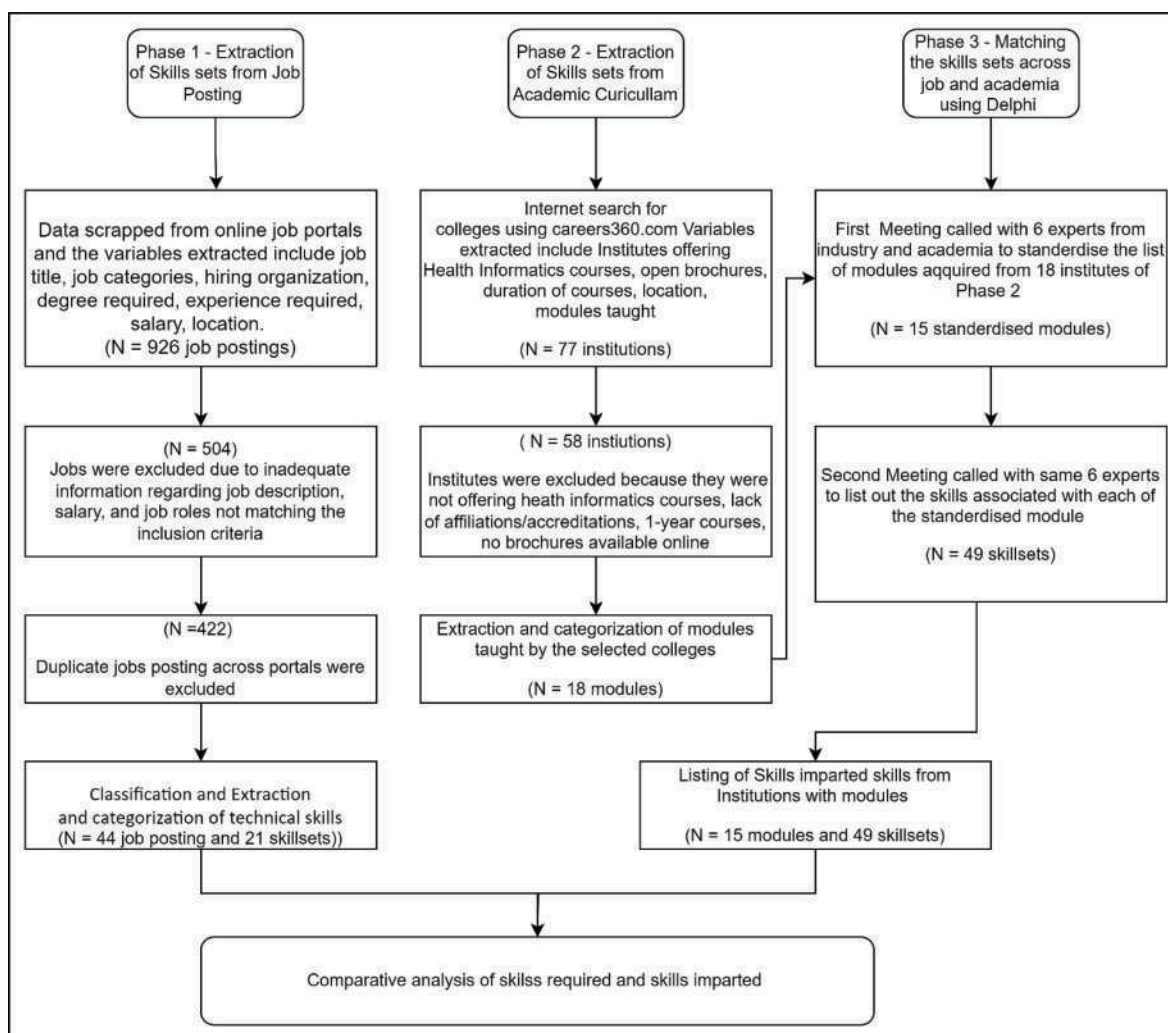 Phase 1 - Extraction
of Skills sets from Job
Posting
Data scrapped from online job portals
and the variables extracted include job
title, job categories, hiring organization,
degree required, experience required,
salary, location.
(N = 926 job postings)
(N = 504)
Jobs were excluded due to inadequate
information regarding job description,
salary, and job roles not matching the
inclusion criteria
(N =422)
Duplicate jobs posting across portals were
excluded
Classification and Extraction
and categorization of technical skills
(N = 44 job posting and 21 skillsets))
Phase 2 - Extraction
of Skills sets from
Academic Curicullam
Internet search for
colleges using careers360.com Variables
extracted include Institutes offering
Health Informatics courses, open brochures,
duration of courses, location,
modules taught
(N = 77 institutions)
( N = 58 instiutions)
Institutes were excluded because they were
not offering heath informatics courses, lack
of affiliations/accreditations, 1-year courses,
no brochures available online
Extraction and categorization of modules
taught by the selected colleges
(N = 18 modules)
Phase 3 - Matching
the skills sets across
job and academia
using Delphi
First Meeting called with 6 experts from
industry and academia to standerdise the list
of modules aqquired from 18 institutes of
Phase 2
(N = 15 standerdised modules)
Second Meeting called with same 6 experts
to list out the skills associated with each of
the standerdised module
(N = 49 skillsets)
Listing of Skills imparted skills from
Institutions with modules
(N = 15 modules and 49 skillsets)
Comparative analysis of skilss required and skills imparted